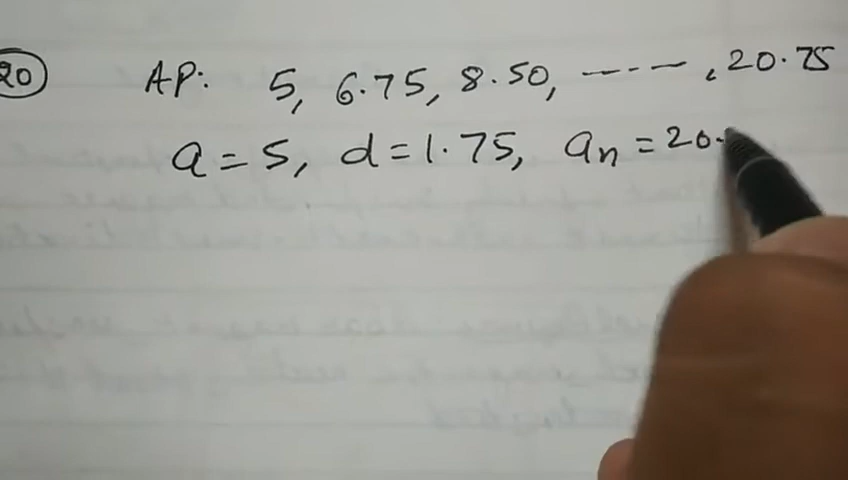 20 AP: 5, 6.75, 8.50, -----, 20.75
a = 5, d = 1.75, an = 20.